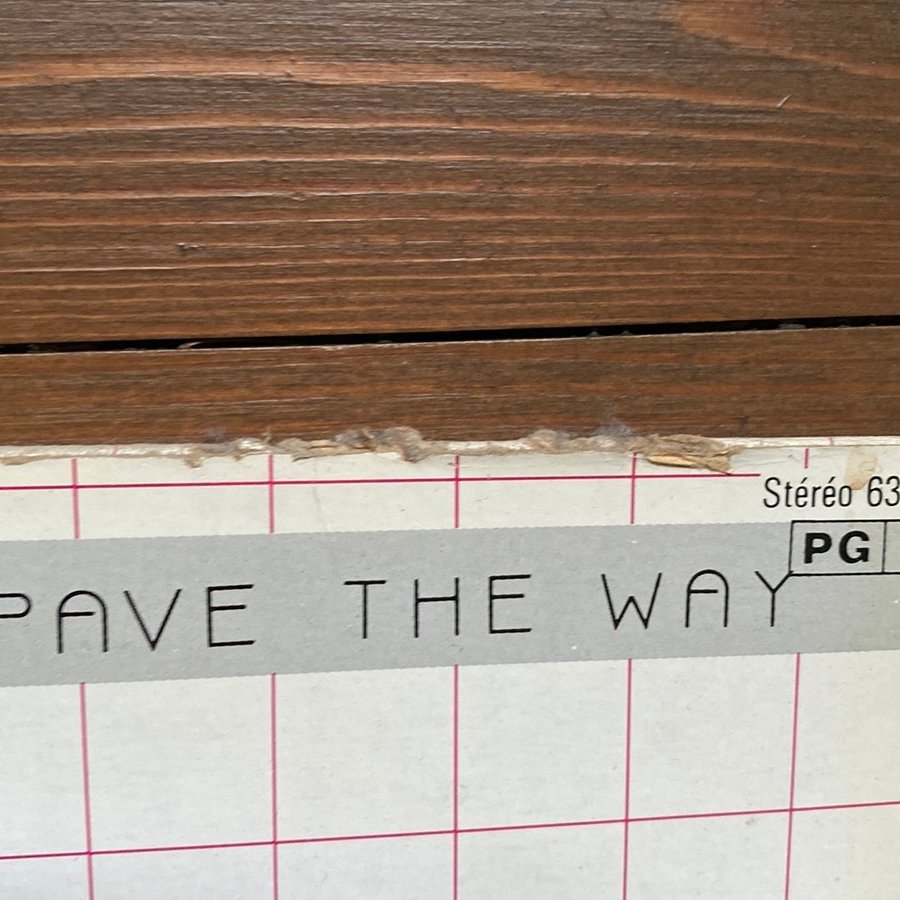 Stéréo 63
PG
PAVE THE WAY